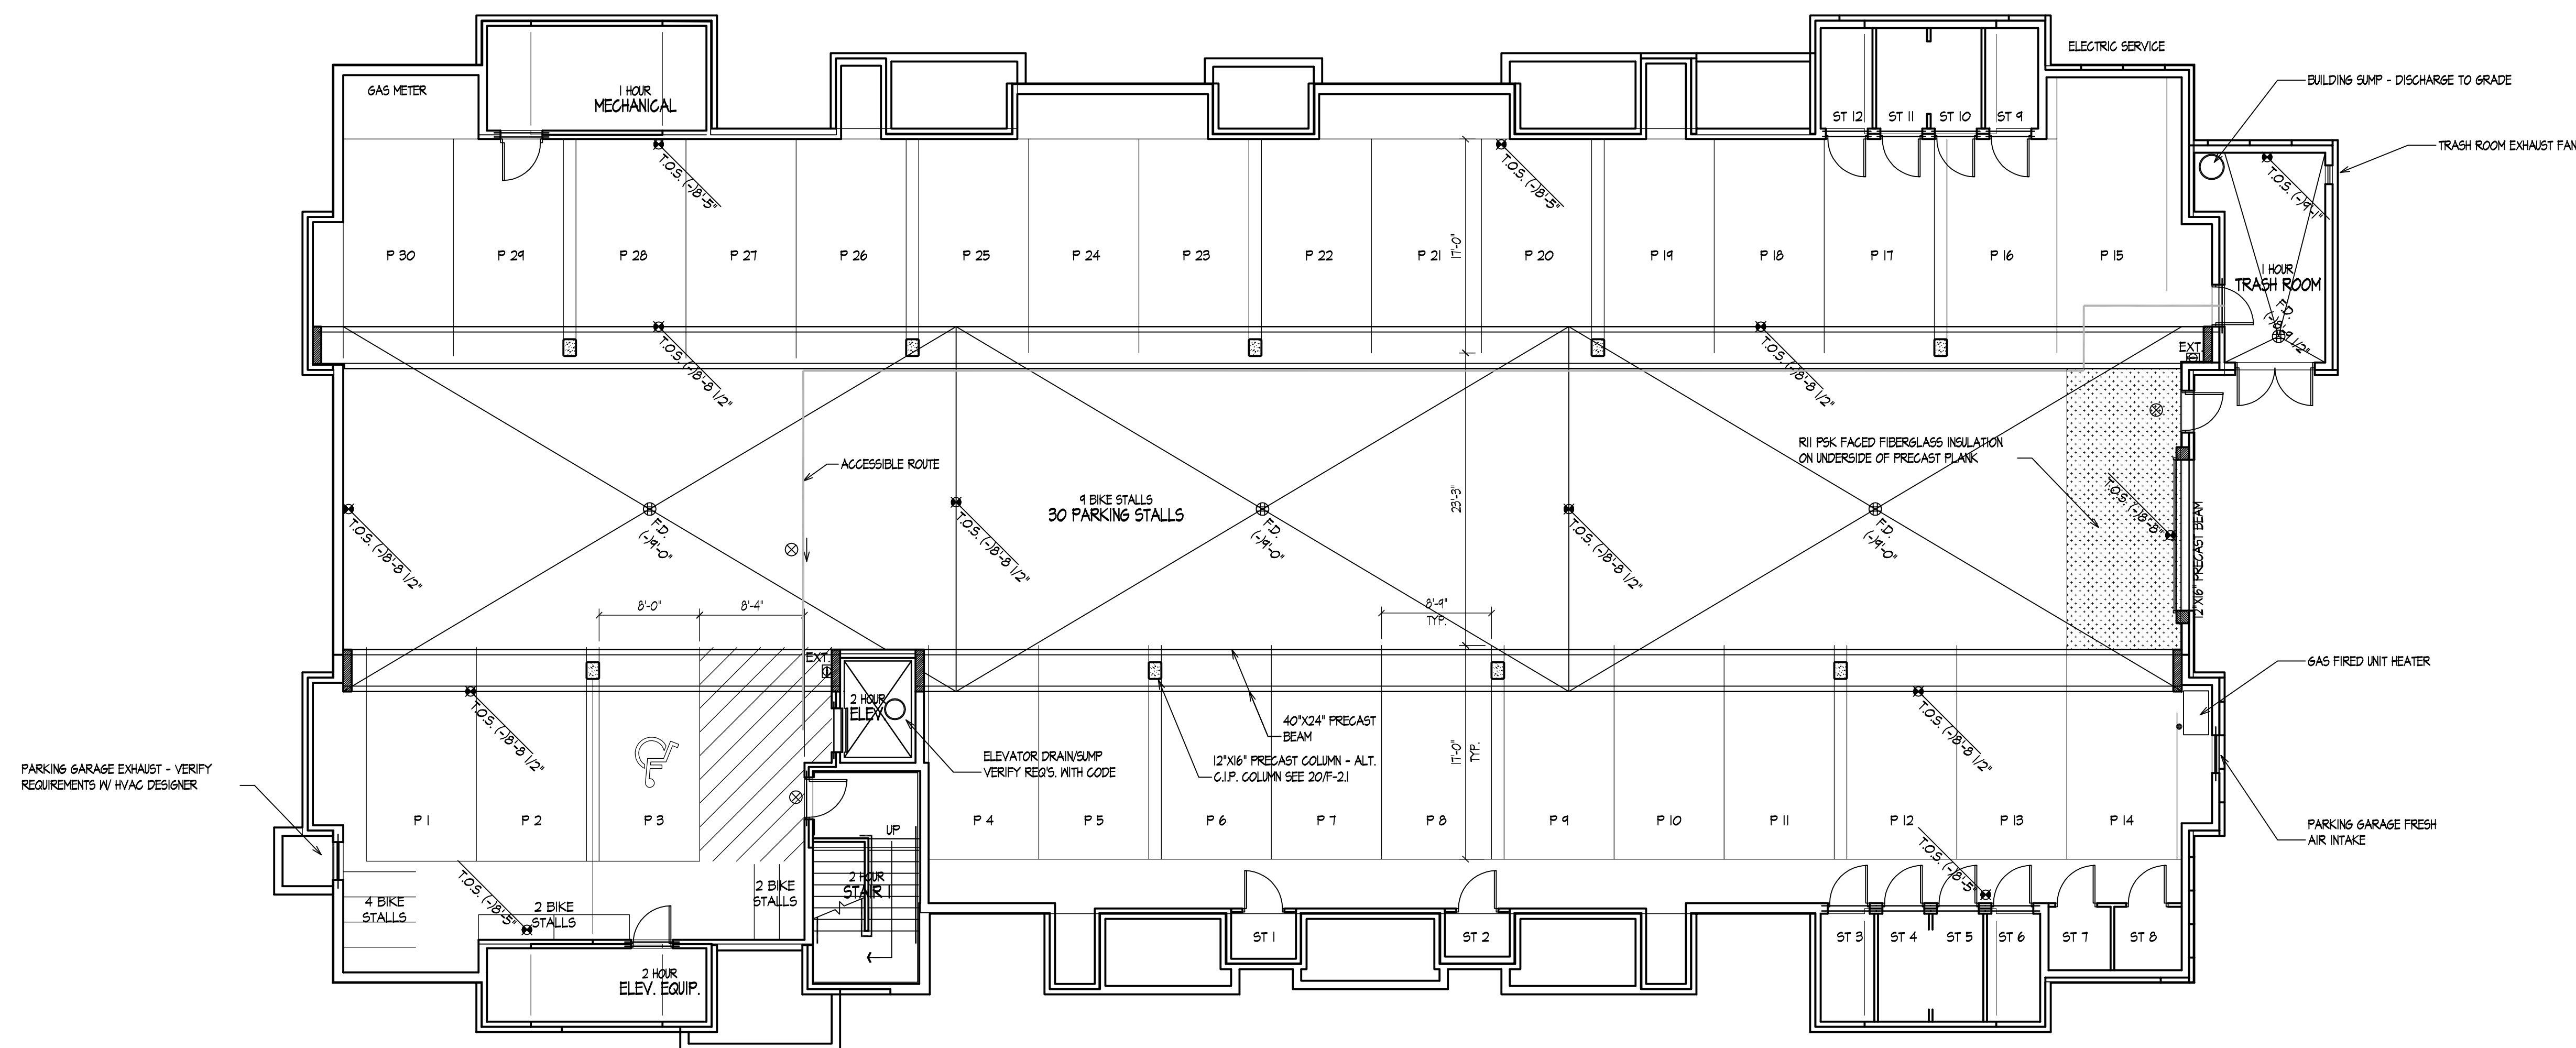 ELECTRIC SERVICE
GAS METER
1 HOUR
MECHANICAL
BUILDING SUMP - DISCHARGE TO GRADE
ST 12
ST 11
ST 10
ST 9
TRASH ROOM EXHAUST FAN
T.O.S. (-)8'-5"
T.O.S. (-)8'-5"
T.O.S. (-)9'-1"
P 30
P 29
P 28
P 27
P 26
P 25
P 24
P 23
P 22
P 21
17'-0"
P 20
P 19
P 18
P 17
P 16
P 15
1 HOUR
TRASH ROOM
F.D.
(-)9'-9 1/2"
EXT.
T.O.S. (-)8'-8 1/2"
T.O.S. (-)8'-8 1/2"
R11 PSK FACED FIBERGLASS INSULATION
ON UNDERSIDE OF PRECAST PLANK
ACCESSIBLE ROUTE
9 BIKE STALLS
30 PARKING STALLS
23'-3"
T.O.S. (-)8'-8 1/2"
F.D.
(-)9'-0"
T.O.S. (-)8'-8 1/2"
F.D.
(-)9'-0"
T.O.S. (-)8'-8 1/2"
F.D.
(-)9'-0"
T.O.S. (-)8'-8"
12"X16" PRECAST BEAM
8'-0"
8'-4"
8'-9"
TYP.
EXT.
2 HOUR
ELEV
GAS FIRED UNIT HEATER
T.O.S. (-)8'-8 1/2"
40"X24" PRECAST
BEAM
T.O.S. (-)8'-8 1/2"
ELEVATOR DRAIN/SUMP
VERIFY REQ'S. WITH CODE
12"X16" PRECAST COLUMN - ALT.
C.I.P. COLUMN SEE 20/F-2.1
17'-0"
TYP.
PARKING GARAGE EXHAUST - VERIFY
REQUIREMENTS W/ HVAC DESIGNER
P 1
P 2
P 3
UP
P 4
P 5
P 6
P 7
P 8
P 9
P 10
P 11
P 12
P 13
P 14
PARKING GARAGE FRESH
AIR INTAKE
T.O.S. (-)8'-5"
T.O.S. (-)8'-5"
4 BIKE
STALLS
2 BIKE
STALLS
2 BIKE
STALLS
2 HOUR
STAIR 1
ST 1
ST 2
ST 3
ST 4
ST 5
ST 6
ST 7
ST 8
2 HOUR
ELEV. EQUIP.